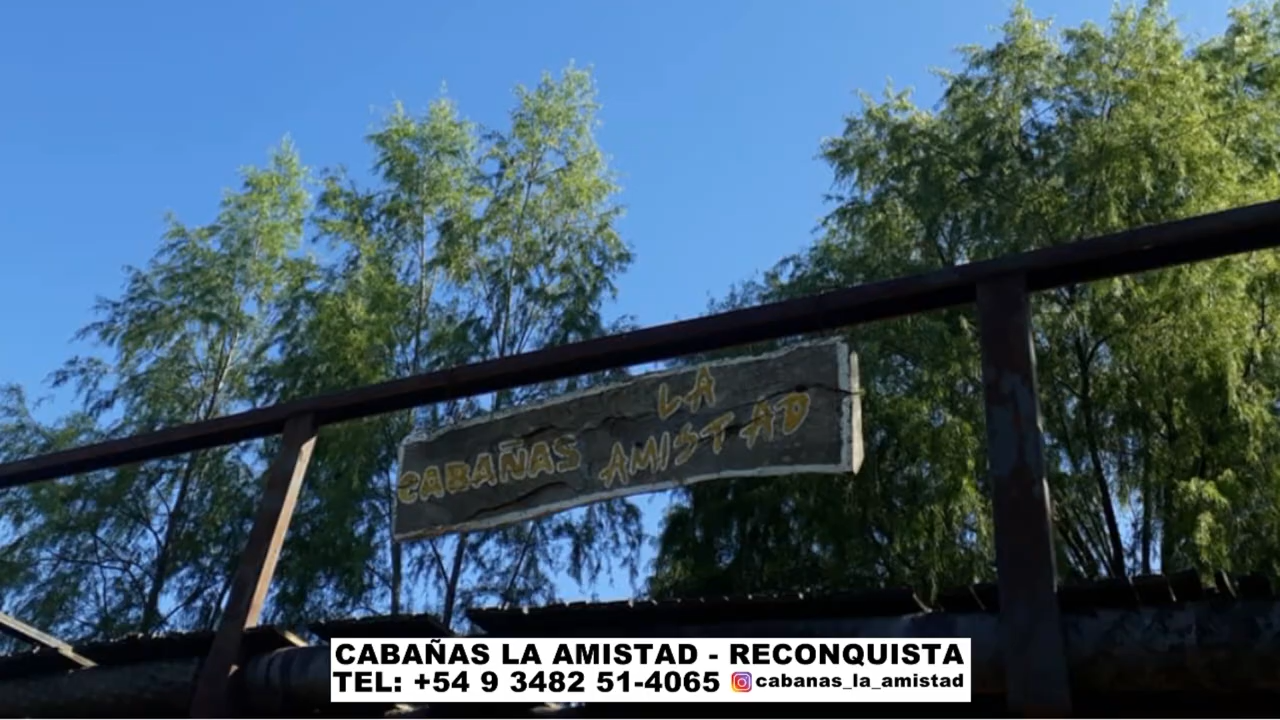 LA
CABAÑAS AMISTAD
CABAÑAS LA AMISTAD - RECONQUISTA
TEL: +54 9 3482 51-4065 cabanas_la_amistad